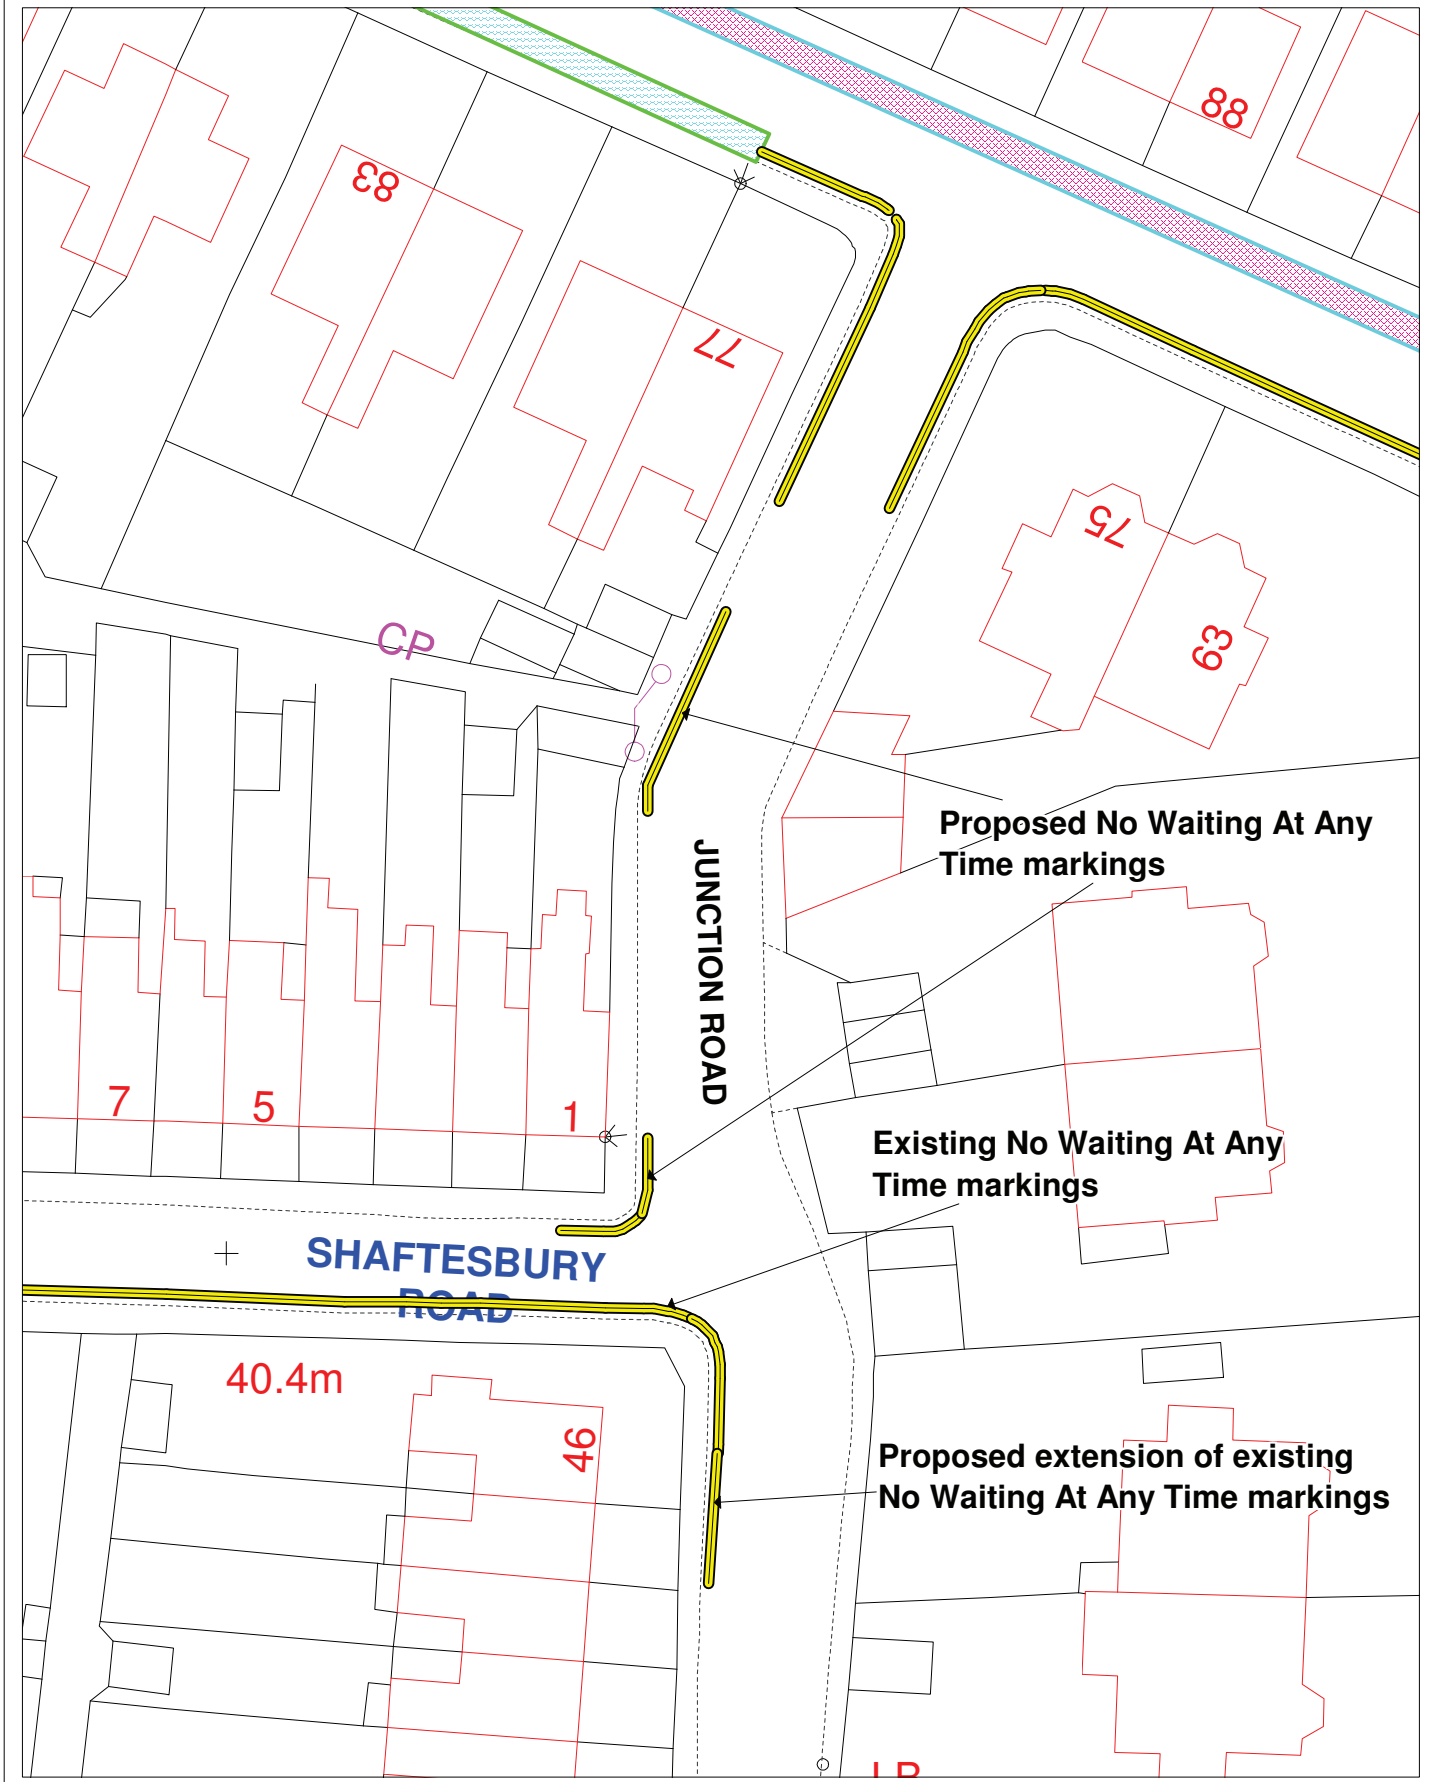 88
83
77
75
63
CP
Proposed No Waiting At Any
Time markings
JUNCTION ROAD
7
5
1
Existing No Waiting At Any
Time markings
SHAFTESBURY
ROAD
40.4m
46
Proposed extension of existing
No Waiting At Any Time markings